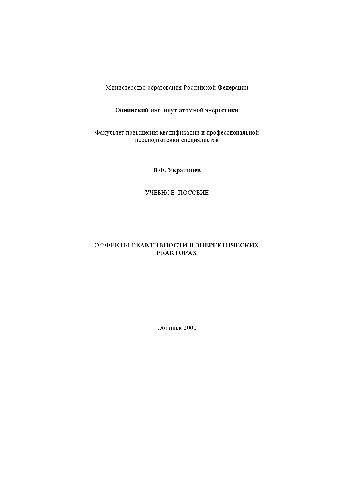 Министерство образования Российской Федерации
Обнинский институт атомной энергетики
Факультет повышения квалификации и профессиональной
переподготовки специалистов
В.Ф. Украинцев
УЧЕБНОЕ ПОСОБИЕ
ЭФФЕКТЫ РЕАКТИВНОСТИ В ЭНЕРГЕТИЧЕСКИХ
РЕАКТОРАХ
Обнинск